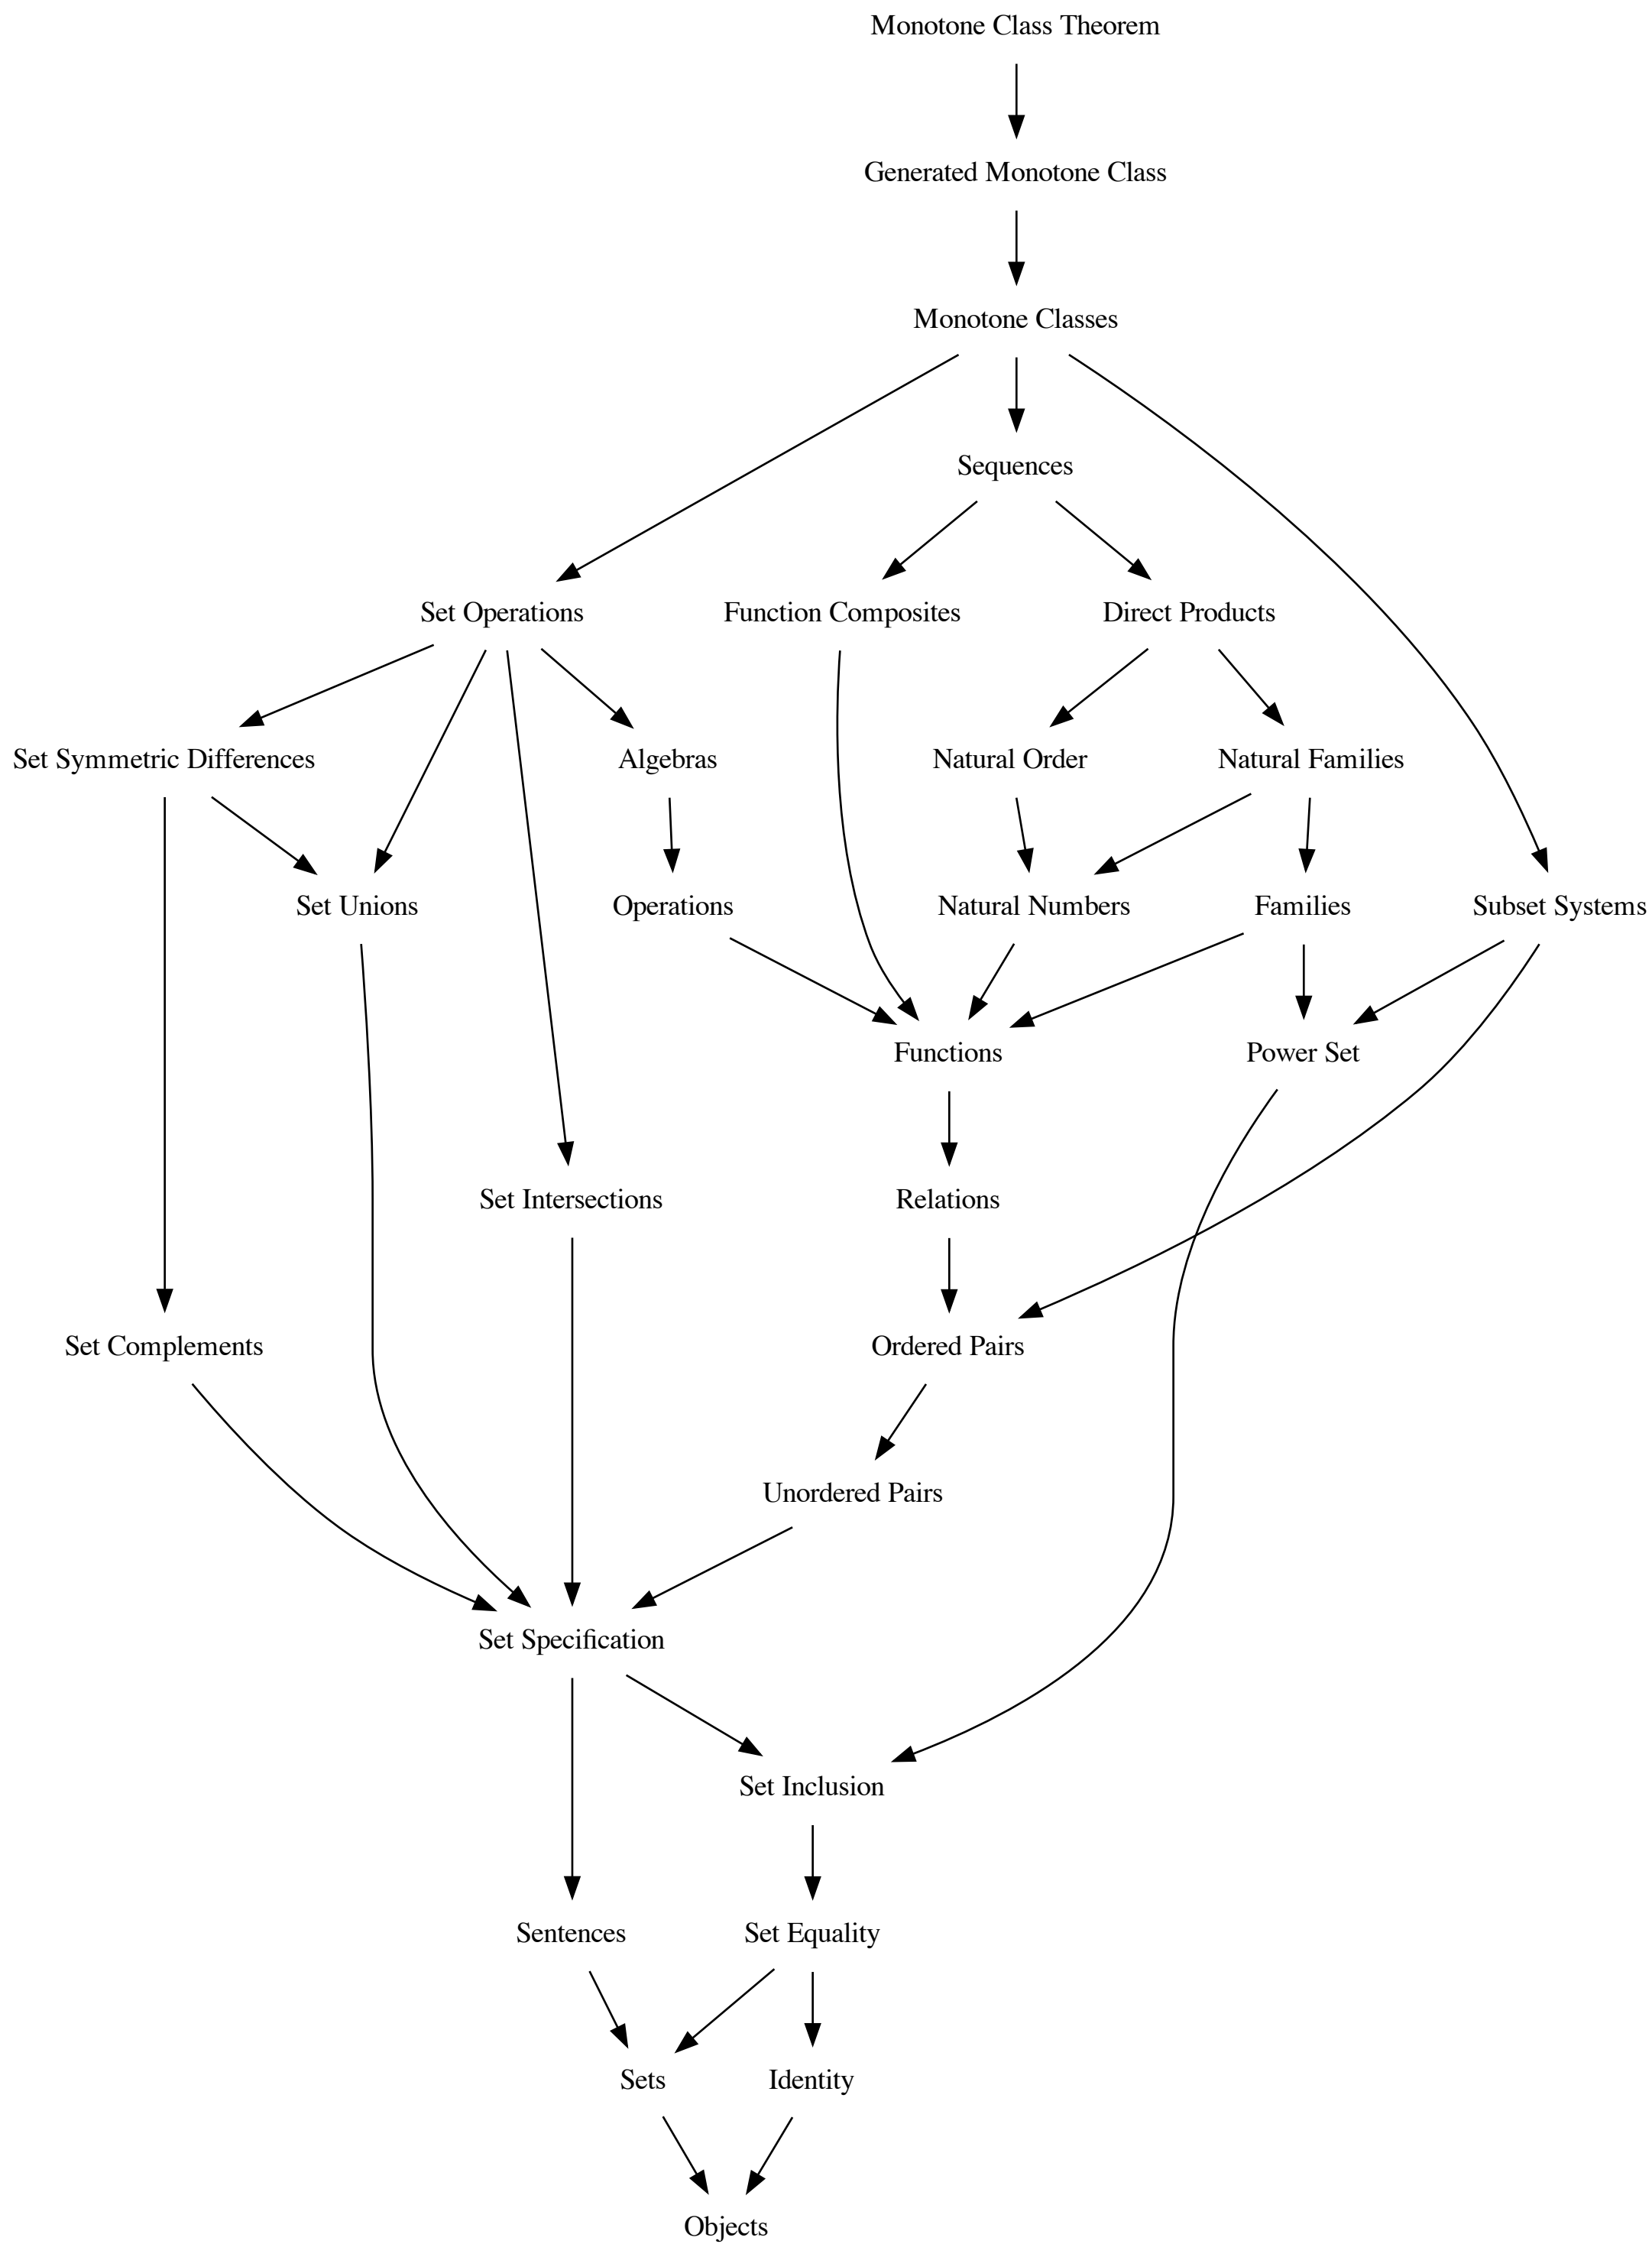 Monotone Class Theorem
Generated Monotone Class
Monotone Classes
Sequences
Set Operations
Function Composites
Direct Products
Set Symmetric Differences
Algebras
Natural Order
Natural Families
Set Unions
Operations
Natural Numbers
Families
Subset Systems
Functions
Power Set
Set Intersections
Relations
Set Complements
Ordered Pairs
Unordered Pairs
Set Specification
Set Inclusion
Sentences
Set Equality
Sets
Identity
Objects